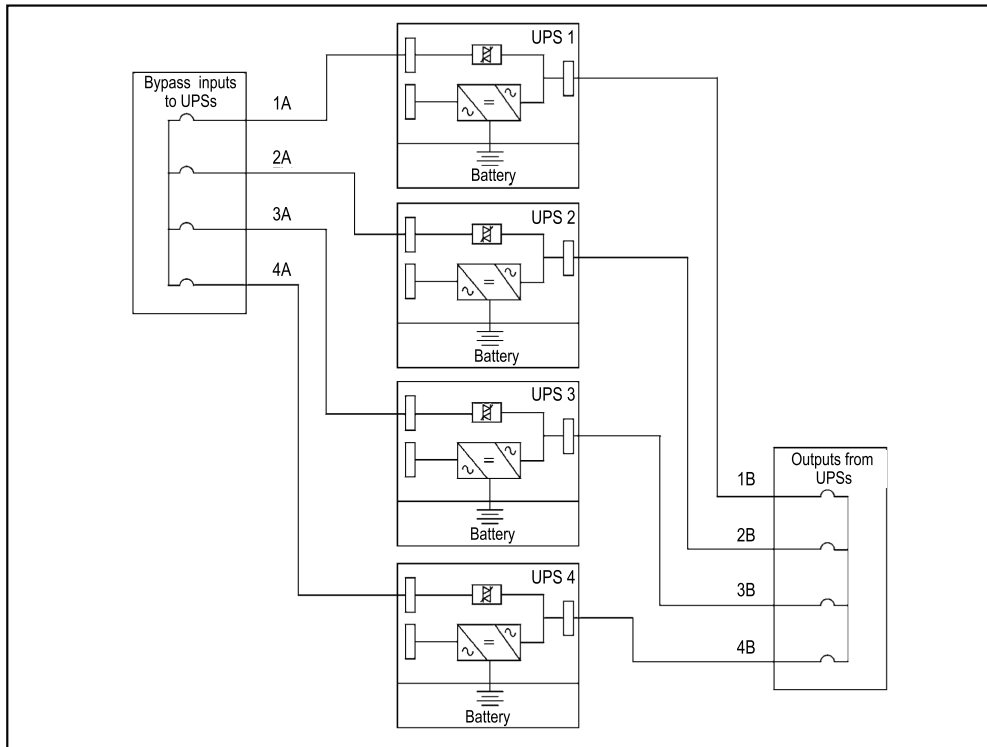 Bypass inputs
to UPSs
1A
2A
3A
4A
UPS 1
Battery
UPS 2
Battery
UPS 3
Battery
UPS 4
Battery
Outputs from
UPSs
1B
2B
3B
4B